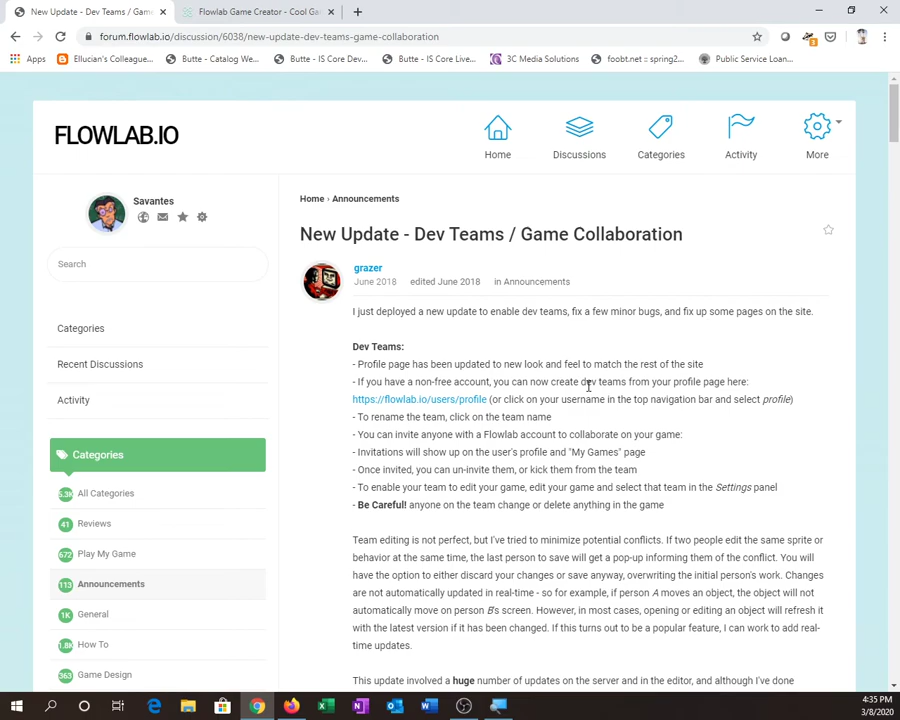 New Update - Dev Teams / Game
Flowlab Game Creator - Cool Ga
forum.flowlab.io/discussion/6038/new-update-dev-teams-game-collaboration
Apps
Ellucian's Colleague...
Butte - Catalog We...
Butte - IS Core Dev...
Butte - IS Core Live...
3C Media Solutions
foobt.net :: spring2...
Public Service Loan...
FLOWLAB.IO
Home
Discussions
Categories
Activity
More
Savantes
Search
Categories
Recent Discussions
Activity
Categories
5.3K All Categories
41 Reviews
672 Play My Game
113 Announcements
1K General
1.8K How To
363 Game Design
Home › Announcements
New Update - Dev Teams / Game Collaboration
grazer
June 2018 edited June 2018 in Announcements
I just deployed a new update to enable dev teams, fix a few minor bugs, and fix up some pages on the site.
Dev Teams:
- Profile page has been updated to new look and feel to match the rest of the site
- If you have a non-free account, you can now create dev teams from your profile page here:
https://flowlab.io/users/profile (or click on your username in the top navigation bar and select profile)
- To rename the team, click on the team name
- You can invite anyone with a Flowlab account to collaborate on your game:
- Invitations will show up on the user's profile and "My Games" page
- Once invited, you can un-invite them, or kick them from the team
- To enable your team to edit your game, edit your game and select that team in the Settings panel
- Be Careful! anyone on the team change or delete anything in the game
Team editing is not perfect, but I've tried to minimize potential conflicts. If two people edit the same sprite or
behavior at the same time, the last person to save will get a pop-up informing them of the conflict. You will
have the option to either discard your changes or save anyway, overwriting the initial person's work. Changes
are not automatically updated in real-time - so for example, if person A moves an object, the object will not
automatically move on person B's screen. However, in most cases, opening or editing an object will refresh it
with the latest version if it has been changed. If this turns out to be a popular feature, I can work to add real-
time updates.
This update involved a huge number of updates on the server and in the editor, and although I've done
4:35 PM
3/8/2020